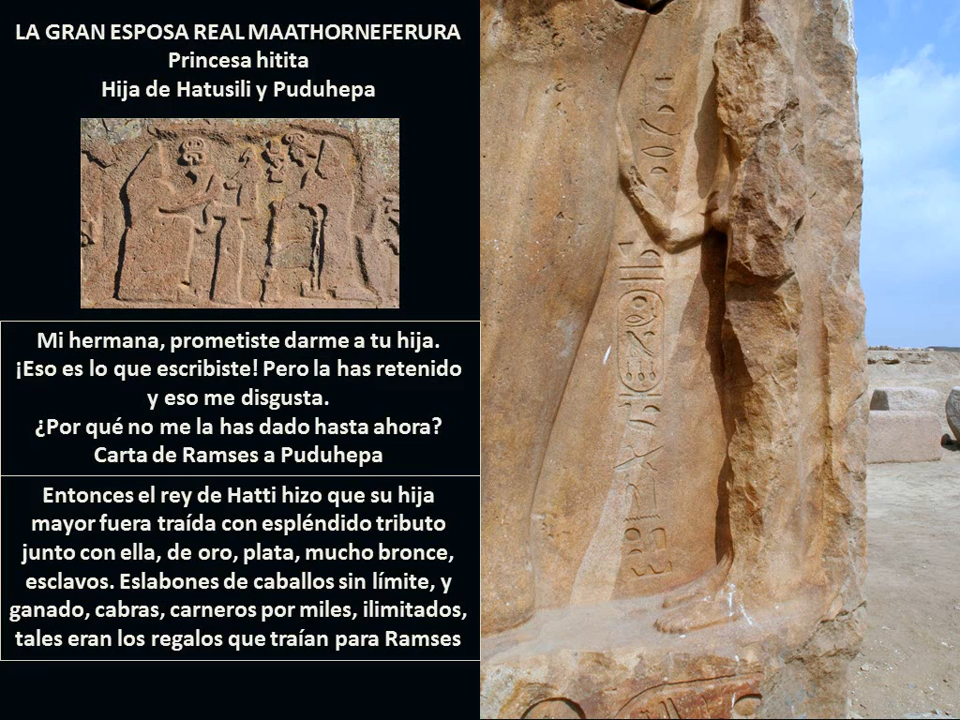 LA GRAN ESPOSA REAL MAATHORNEFERURA
Princesa hitita
Hija de Hatusili y Puduhepa
Mi hermana, prometiste darme a tu hija.
¡Eso es lo que escribiste! Pero la has retenido
y eso me disgusta.
¿Por qué no me la has dado hasta ahora?
Carta de Ramses a Puduhepa
Entonces el rey de Hatti hizo que su hija
mayor fuera traída con espléndido tributo
junto con ella, de oro, plata, mucho bronce,
esclavos. Eslabones de caballos sin límite, y
ganado, cabras, carneros por miles, ilimitados,
tales eran los regalos que traían para Ramses